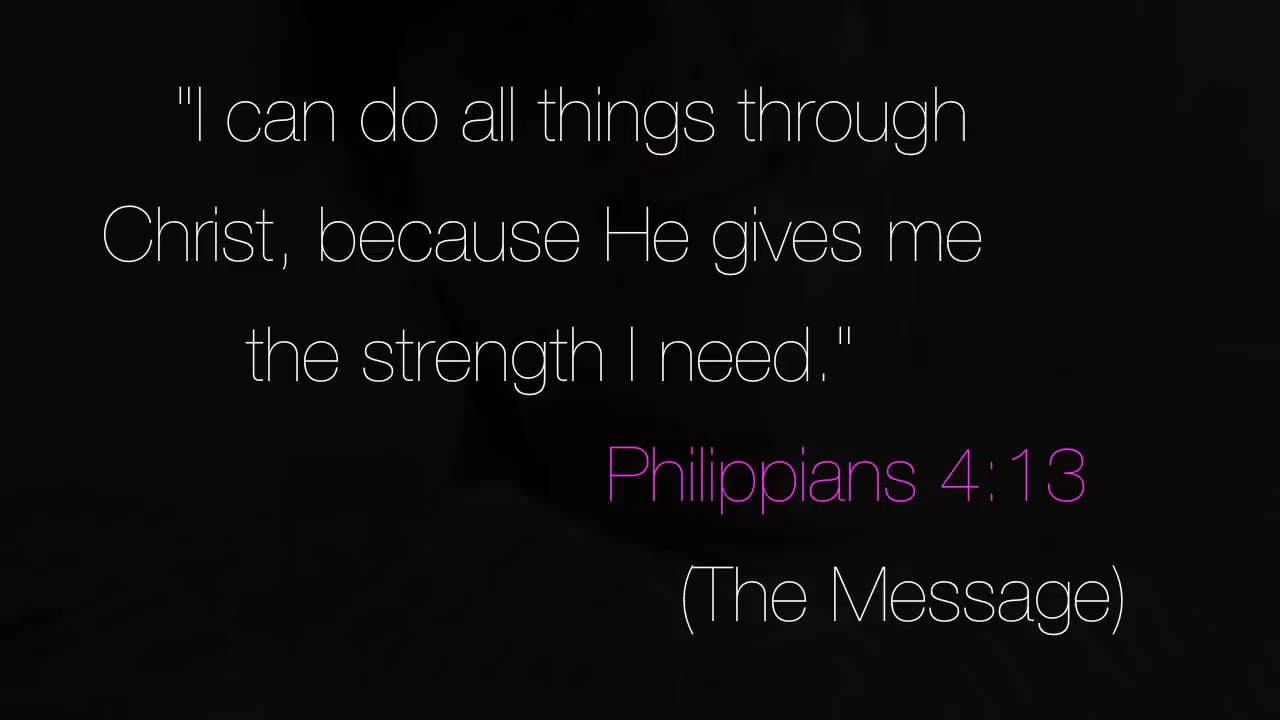 "I can do all things through
Christ, because He gives me
the strength I need."
Philippians 4:13
(The Message)